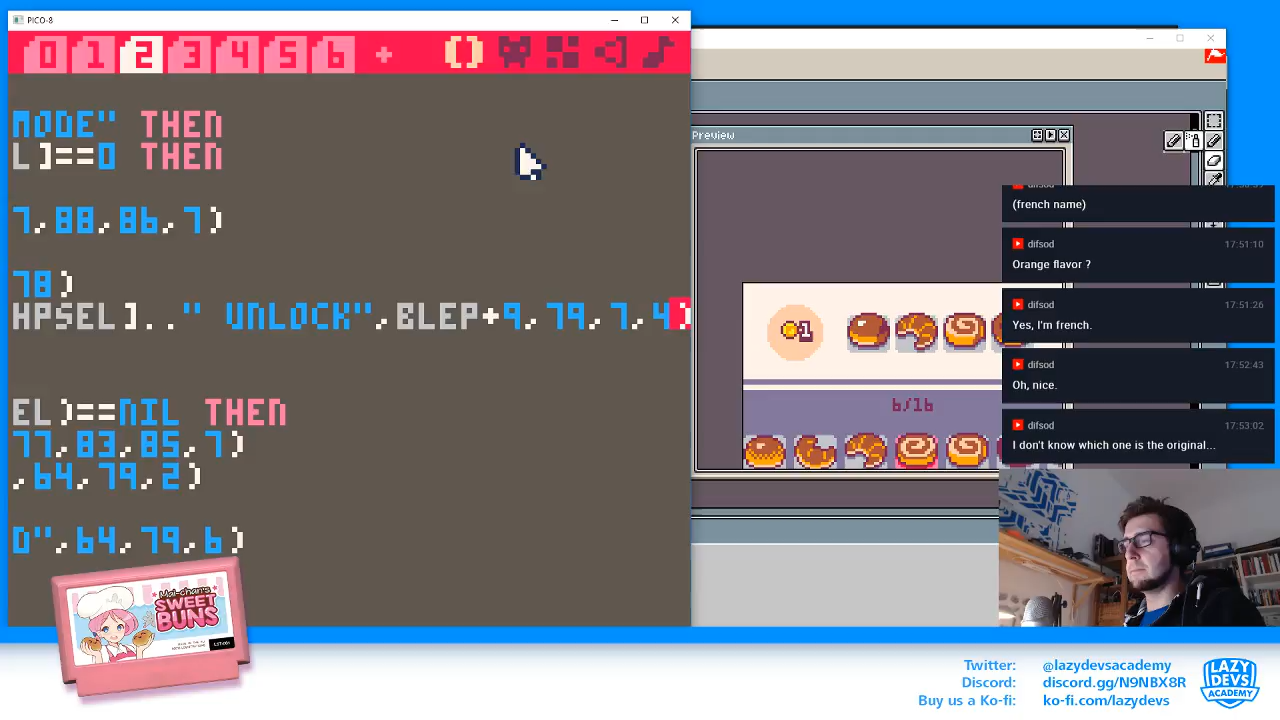 PICO-8
0 1 2 3 4 5 6 +
MODE" THEN
L]==0 THEN
7,88,86,7)
78)
HPSEL].." UNLOCK",BLEP+9,79,7,4)
EL)==NIL THEN
77,83,85,7)
,64,79,2)
D",64,79,6)
Preview
1
6/16
difsod
(french name)
difsod 17:51:10
Orange flavor ?
difsod 17:51:26
Yes, I'm french.
difsod 17:52:43
Oh, nice.
difsod 17:53:02
I don't know which one is the original...
Mai-chan's
SWEET
BUNS
Twitter: @lazydevsacademy
Discord: discord.gg/N9NBX8R
Buy us a Ko-fi: ko-fi.com/lazydevs
LAZY
DEVS
ACADEMY